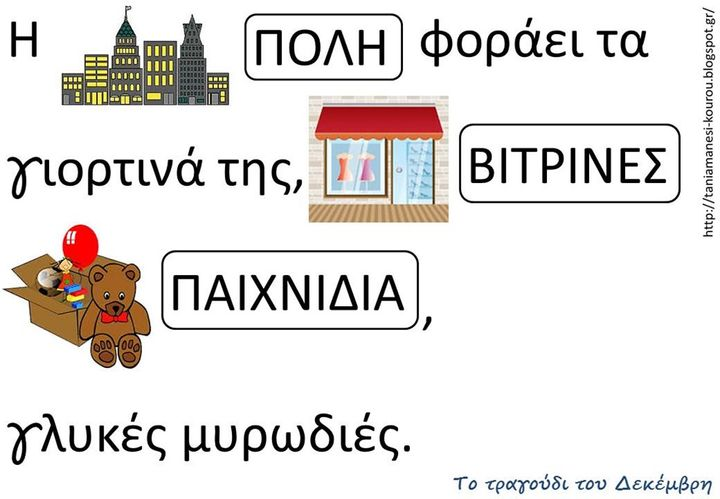 Η ΠΟΛΗ φοράει τα
γιορτινά της, ΒΙΤΡΙΝΕΣ
ΠΑΙΧΝΙΔΙΑ,
γλυκές μυρωδιές.
Το τραγούδι του Δεκέμβρη
http://taniamanesi-kourou.blogspot.gr/